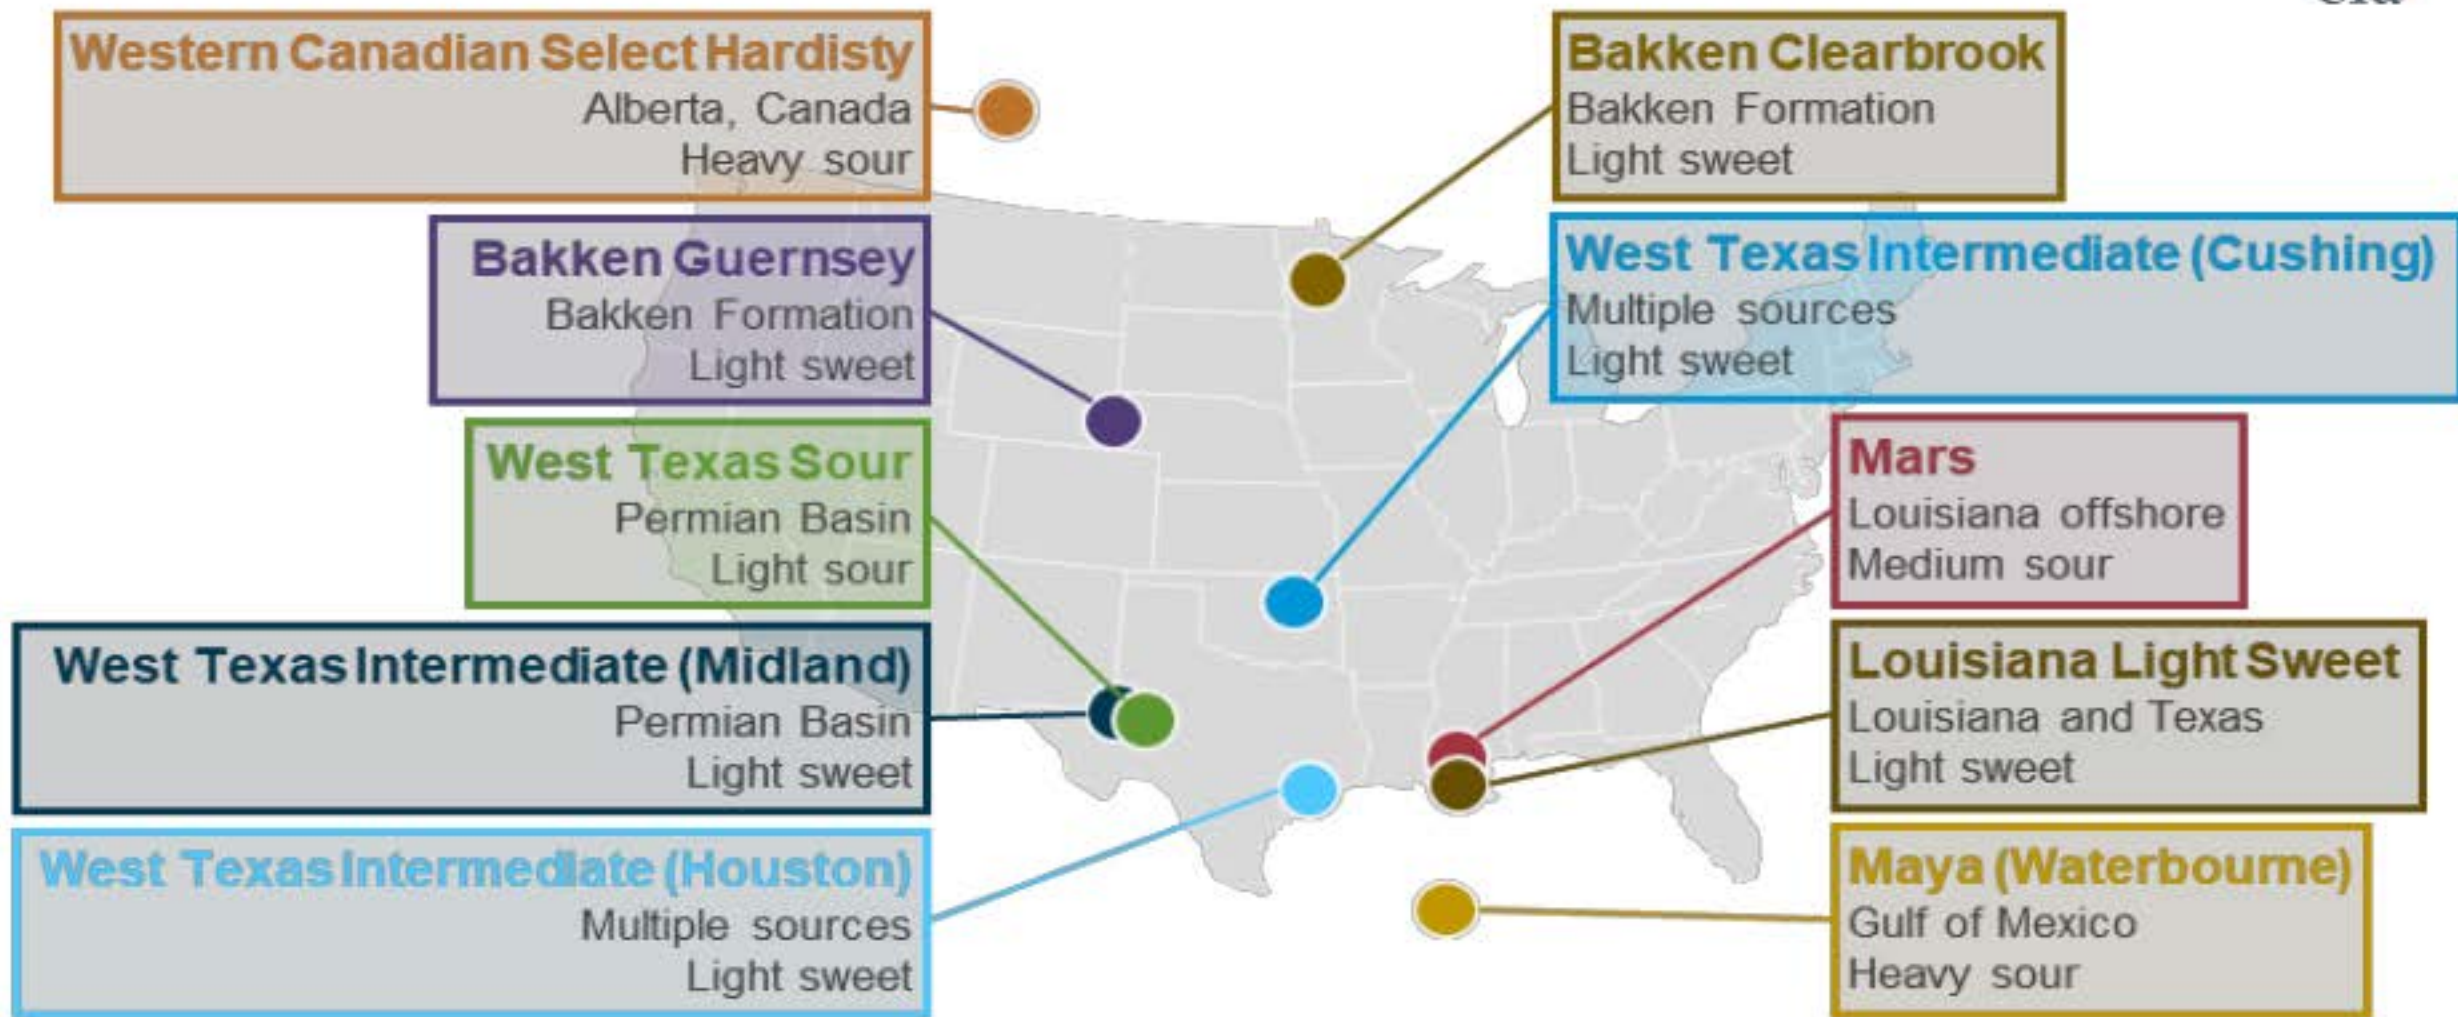 Western Canadian Select Hardisty
Alberta, Canada
Heavy sour
Bakken Guernsey
Bakken Formation
Light sweet
West Texas Sour
Permian Basin
Light sour
West Texas Intermediate (Midland)
Permian Basin
Light sweet
West Texas Intermediate (Houston)
Multiple sources
Light sweet
Bakken Clearbrook
Bakken Formation
Light sweet
West Texas Intermediate (Cushing)
Multiple sources
Light sweet
Mars
Louisiana offshore
Medium sour
Louisiana Light Sweet
Louisiana and Texas
Light sweet
Maya (Waterbourne)
Gulf of Mexico
Heavy sour